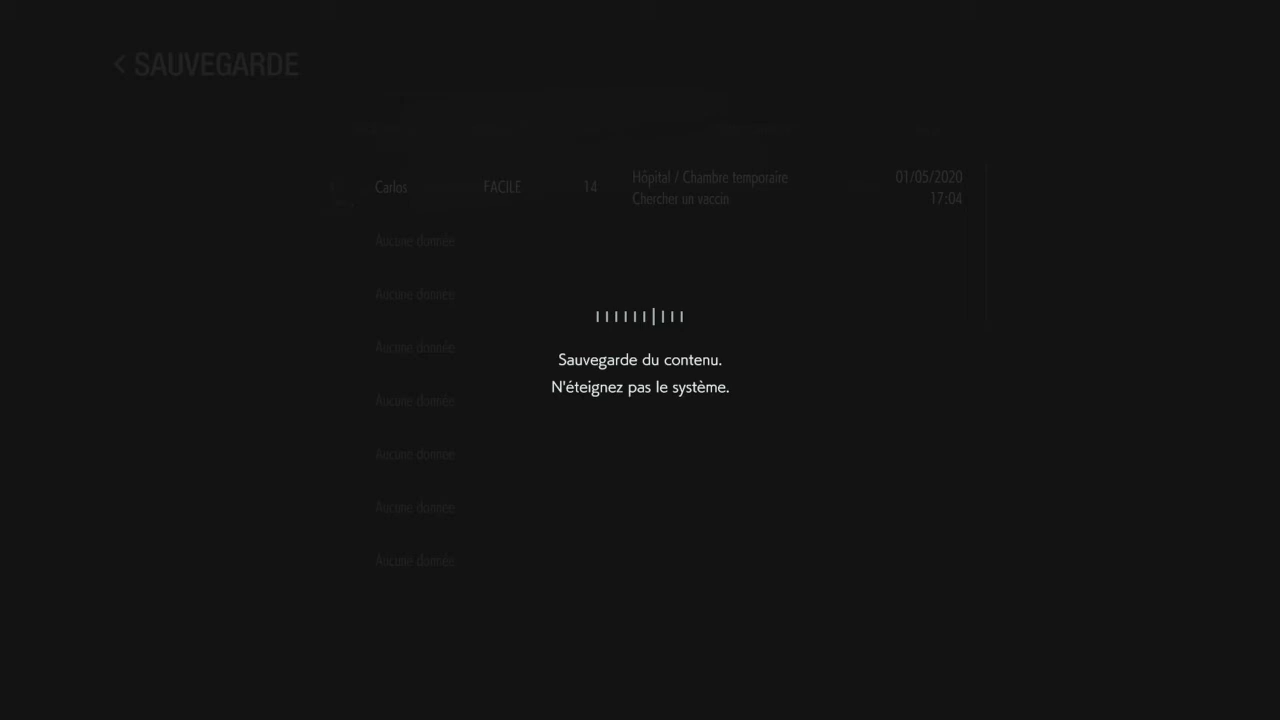 < SAUVEGARDE
Carlos FACILE 14 Hôpital / Chambre temporaire 01/05/2020
Chercher un vaccin 17:04
Aucune donnée
Aucune donnée
Aucune donnée
Aucune donnée
Aucune donnée
Aucune donnée
Aucune donnée
Sauvegarde du contenu.
N'éteignez pas le système.